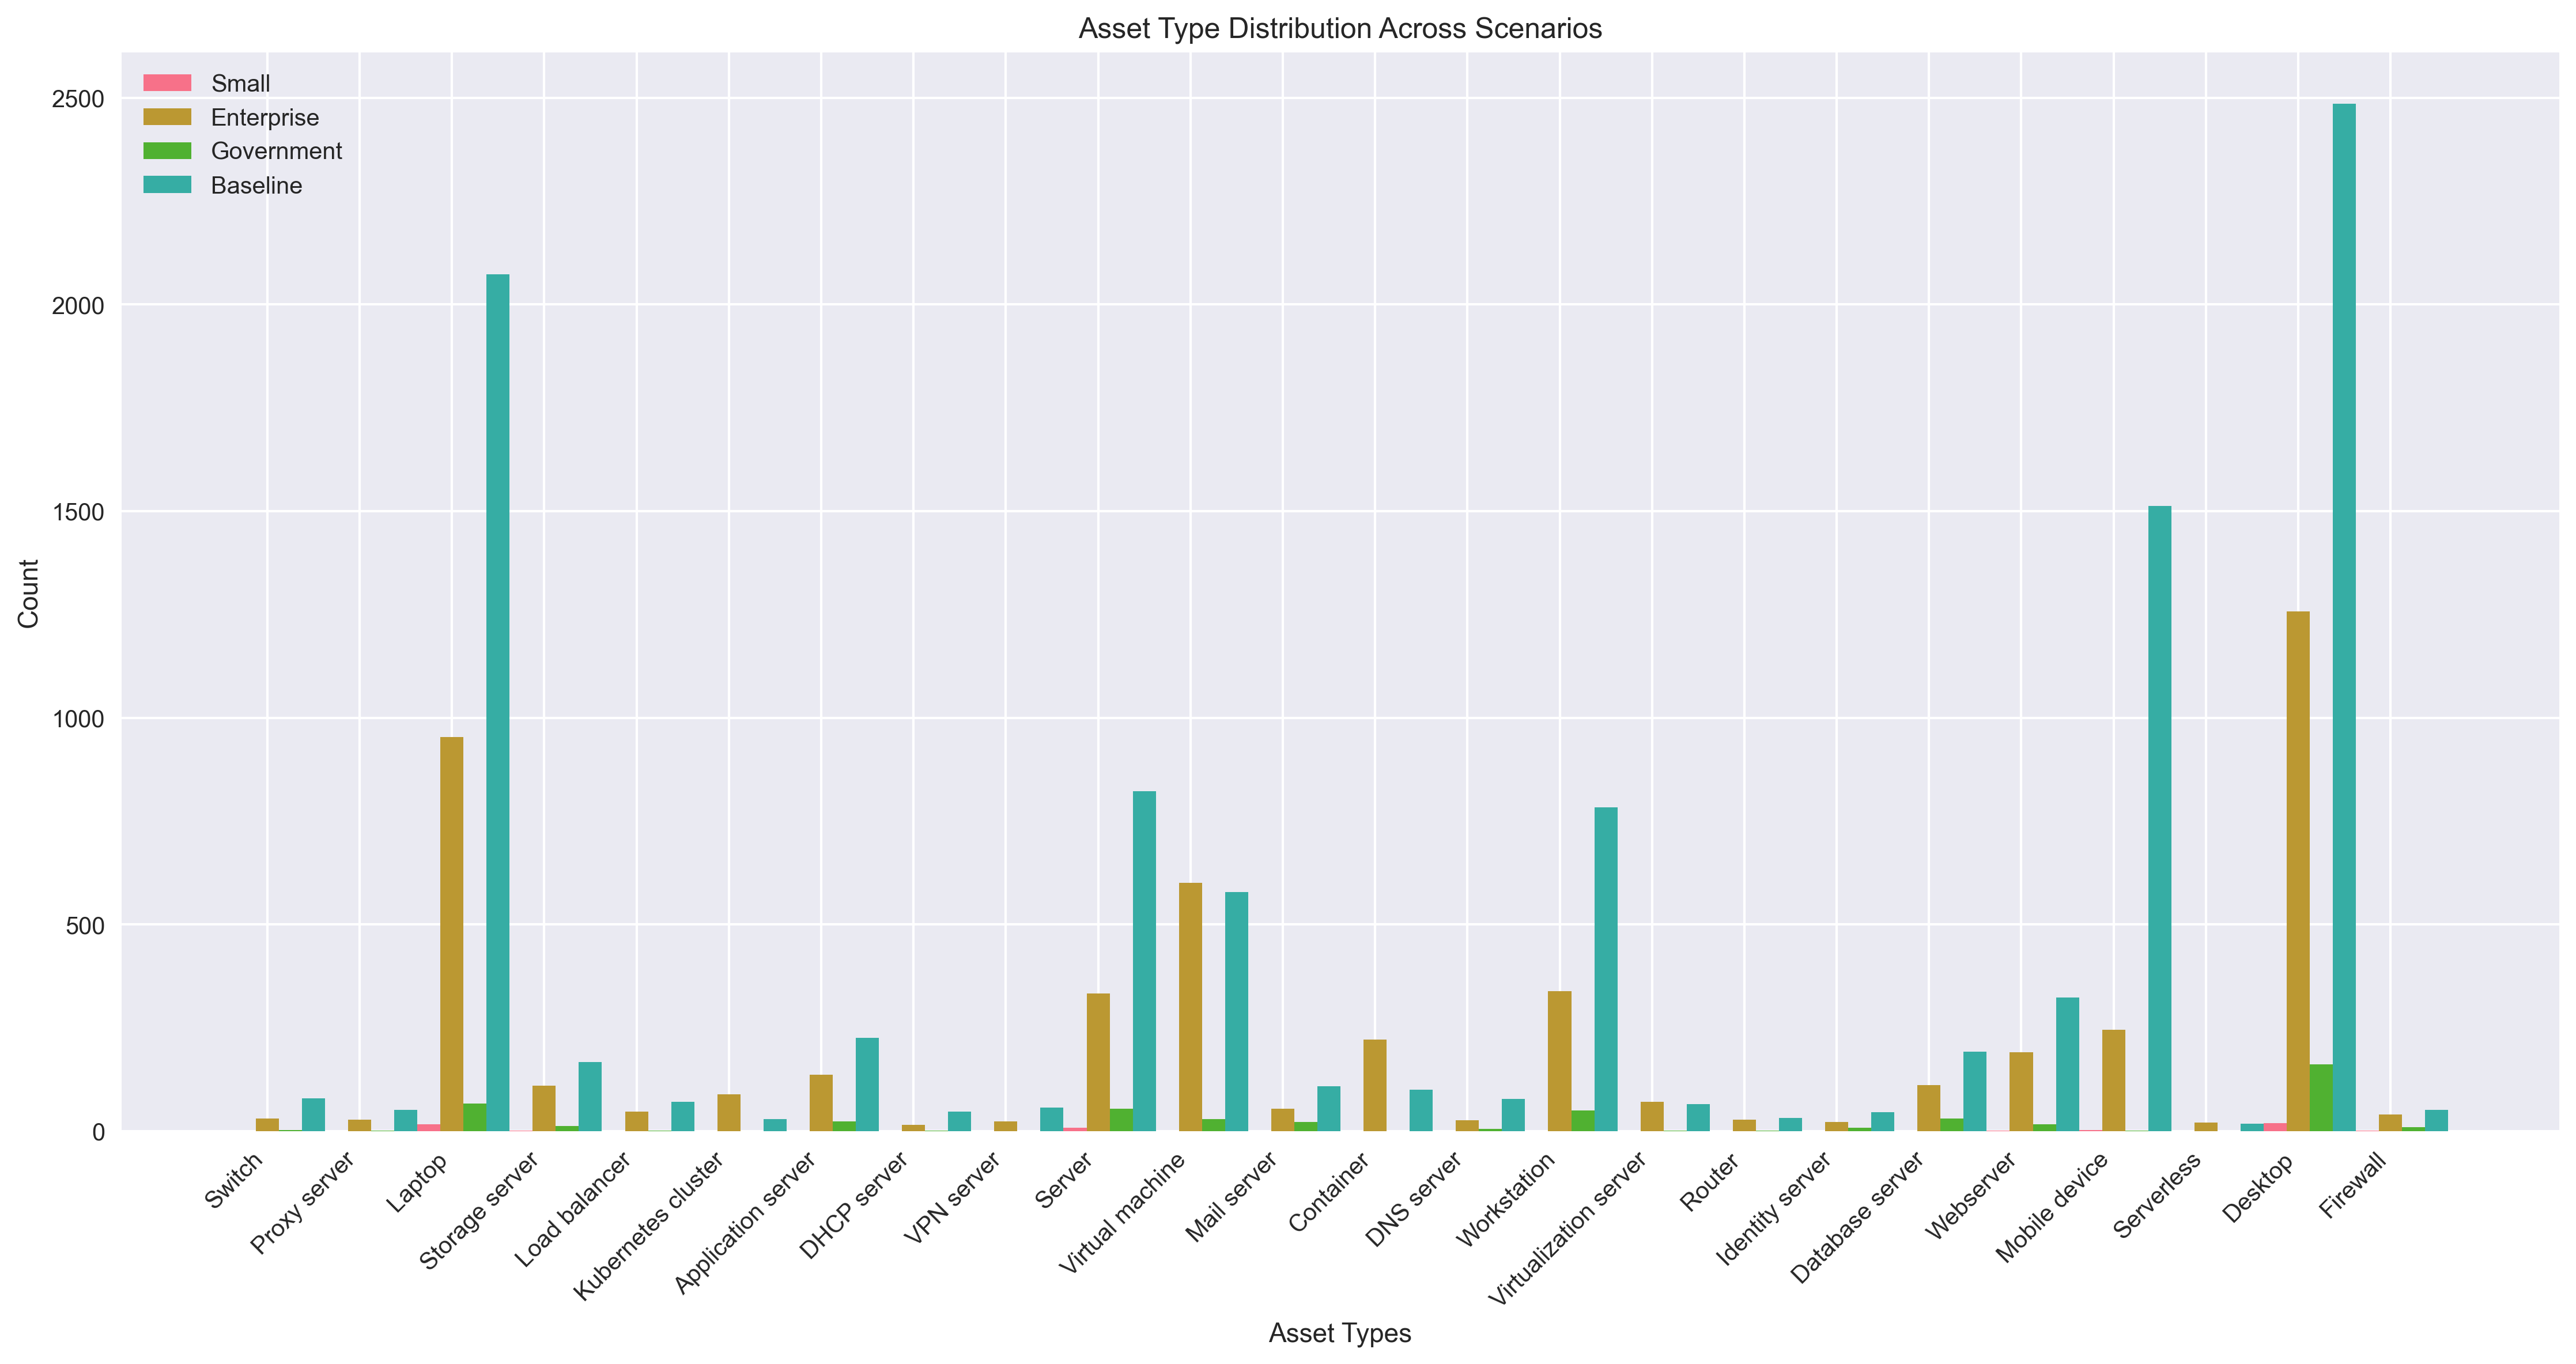 Asset Type Distribution Across Scenarios
Small
Enterprise
Government
Baseline
2500
2000
1500
1000
500
0
Count
Switch
Proxy server
Laptop
Storage server
Load balancer
Kubernetes cluster
Application server
DHCP server
VPN server
Server
Virtual machine
Mail server
Container
DNS server
Workstation
Virtualization server
Router
Identity server
Database server
Webserver
Mobile device
Serverless
Desktop
Firewall
Asset Types